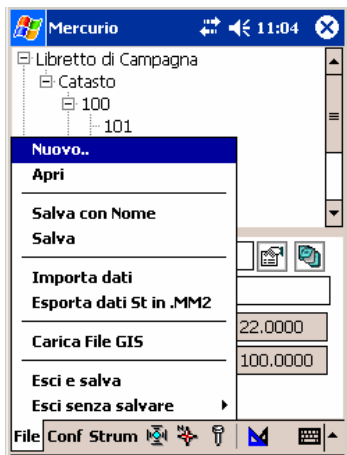 Mercurio 11:04
Libretto di Campagna
Catasto
100
101
Nuovo..
Apri
Salva con Nome
Salva
Importa dati
Esporta dati St in .MM2
22.0000
Carica File GIS
100.0000
Esci e salva
Esci senza salvare
File Conf Strum